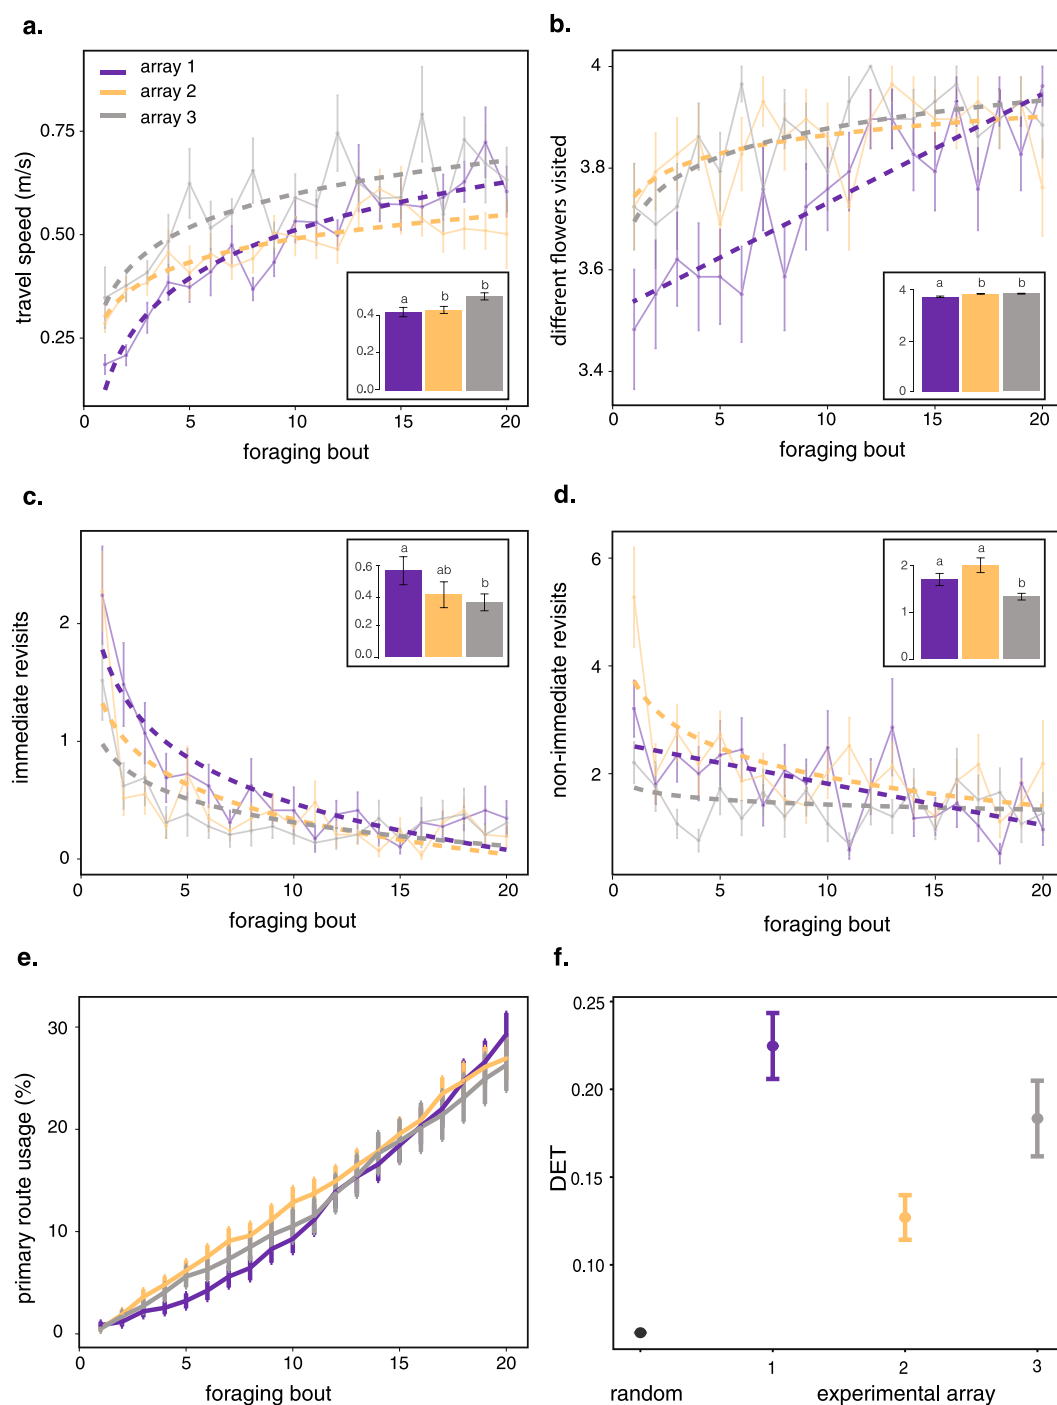 a.
array 1
array 2
array 3
travel speed (m/s)
0.75
0.50
0.25
0 5 10 15 20
foraging bout
a b b
0.4
0.2
0.0
b.
different flowers visited
4
3.8
3.6
3.4
0 5 10 15 20
foraging bout
a b b
4
2
0
c.
immediate revisits
2
1
0
0 5 10 15 20
foraging bout
a ab b
0.6
0.4
0.2
0.0
d.
non-immediate revisits
6
4
2
0 5 10 15 20
foraging bout
a a b
2
1
0
e.
primary route usage (%)
30
20
10
0
0 5 10 15 20
foraging bout
f.
DET
0.25
0.20
0.15
0.10
1 2 3
random experimental array